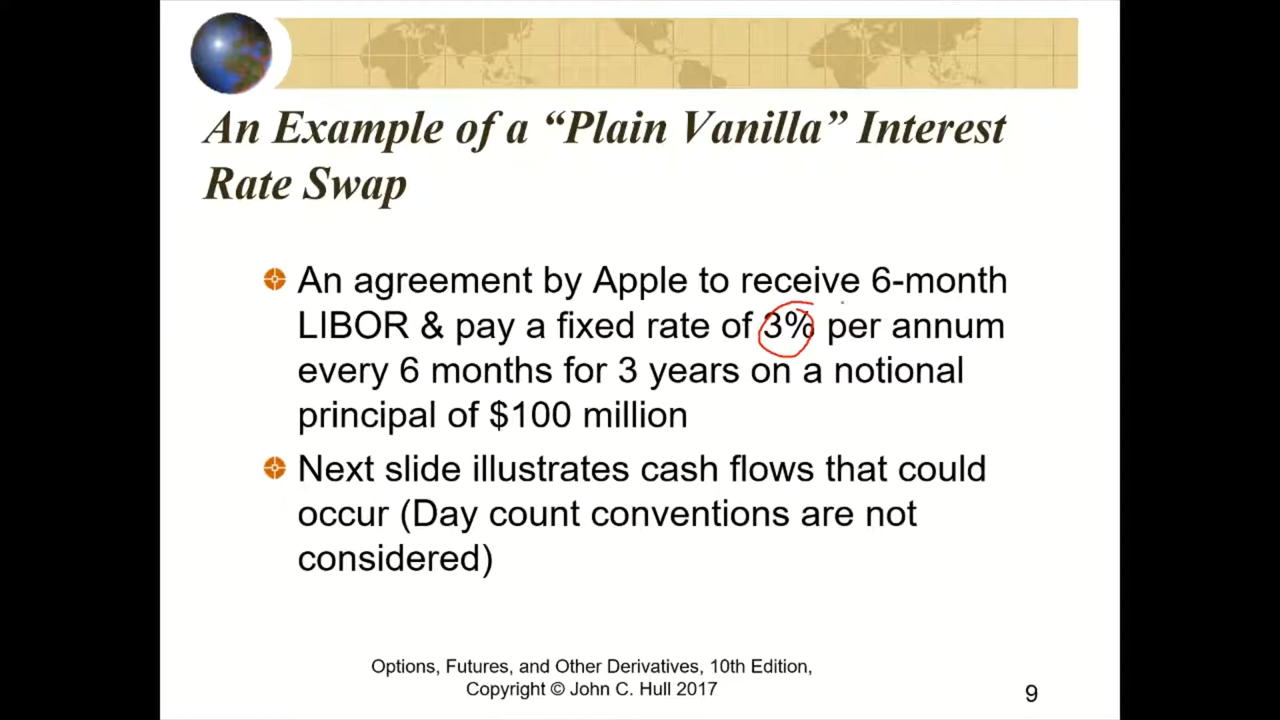 An Example of a “Plain Vanilla” Interest
Rate Swap
An agreement by Apple to receive 6-month
LIBOR & pay a fixed rate of 3% per annum
every 6 months for 3 years on a notional
principal of $100 million
Next slide illustrates cash flows that could
occur (Day count conventions are not
considered)
Options, Futures, and Other Derivatives, 10th Edition,
Copyright © John C. Hull 2017
9